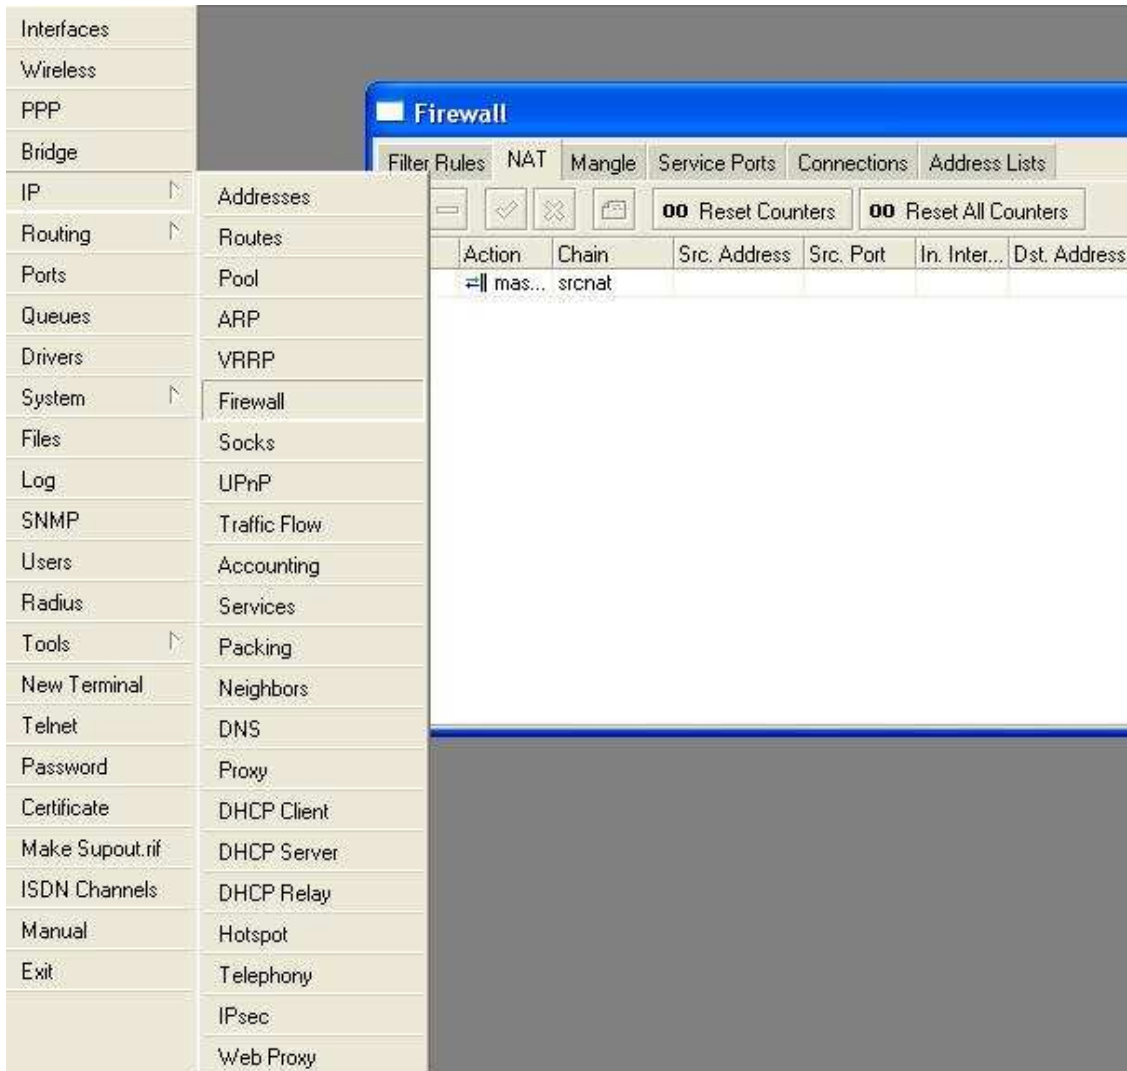 Interfaces
Wireless
PPP
Bridge
IP
Routing
Ports
Queues
Drivers
System
Files
Log
SNMP
Users
Radius
Tools
New Terminal
Telnet
Password
Certificate
Make Supout.rif
ISDN Channels
Manual
Exit
Addresses
Routes
Pool
ARP
VRRP
Firewall
Socks
UPnP
Traffic Flow
Accounting
Services
Packing
Neighbors
DNS
Proxy
DHCP Client
DHCP Server
DHCP Relay
Hotspot
Telephony
IPsec
Web Proxy
Firewall
Filter Rules NAT Mangle Service Ports Connections Address Lists
00 Reset Counters 00 Reset All Counters
Action Chain Src. Address Src. Port In. Inter... Dst. Address
mas... srcnat